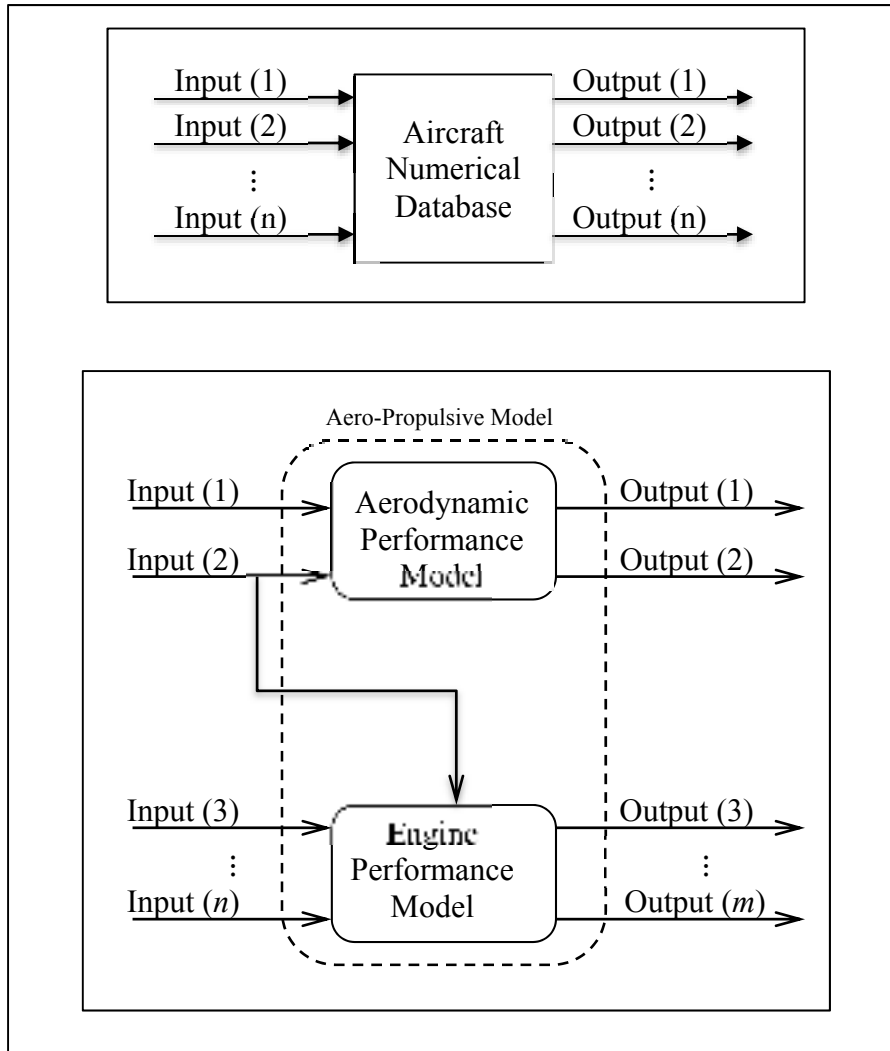 Input (1)
Output (1)
Input (2)
Output (2)
Aircraft
Numerical
Database
⋮
⋮
Input (n)
Output (n)
Aero-Propulsive Model
Input (1)
Output (1)
Aerodynamic
Performance
Model
Input (2)
Output (2)
Input (3)
Output (3)
Engine
Performance
Model
⋮
⋮
Input (n)
Output (m)